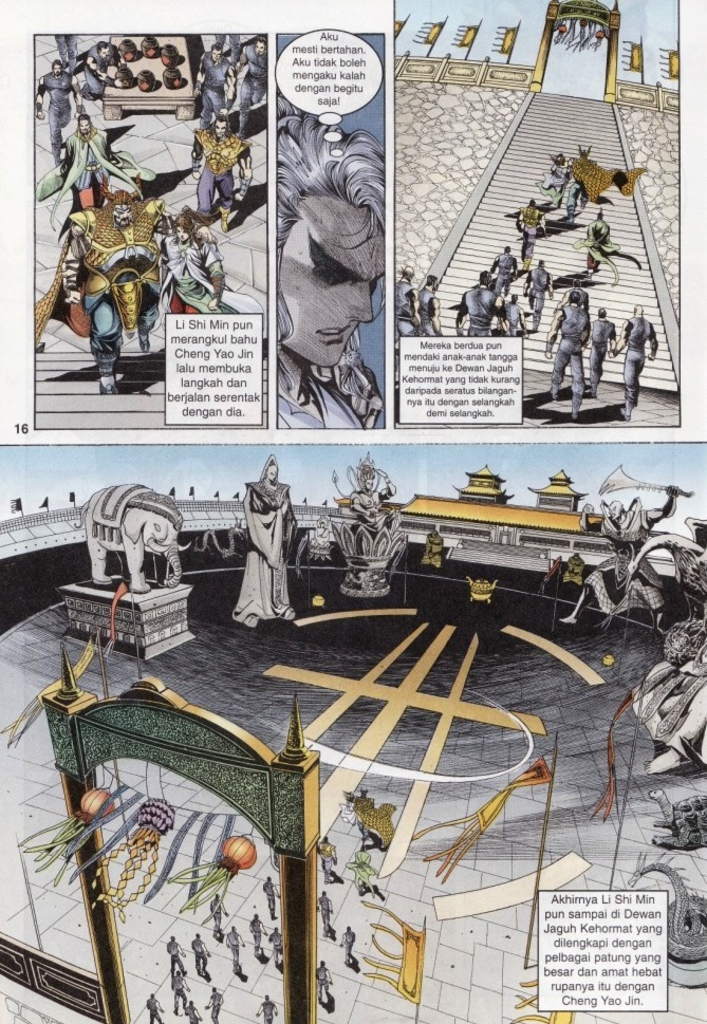 Li Shi Min pun
merangkul bahu
Cheng Yao Jin
lalu membuka
langkah dan
berjalan serentak
dengan dia.
Aku
mesti bertahan.
Aku tidak boleh
mengaku kalah
dengan begitu
saja!
Mereka berdua pun
mendaki anak-anak tangga
menuju ke Dewan Jaguh
Kehormat yang tidak kurang
daripada seratus bilangan-
nya itu dengan selangkah
demi selangkah.
16
Akhirnya Li Shi Min
pun sampai di Dewan
Jaguh Kehormat yang
dilengkapi dengan
pelbagai patung yang
besar dan amat hebat
rupanya itu dengan
Cheng Yao Jin.